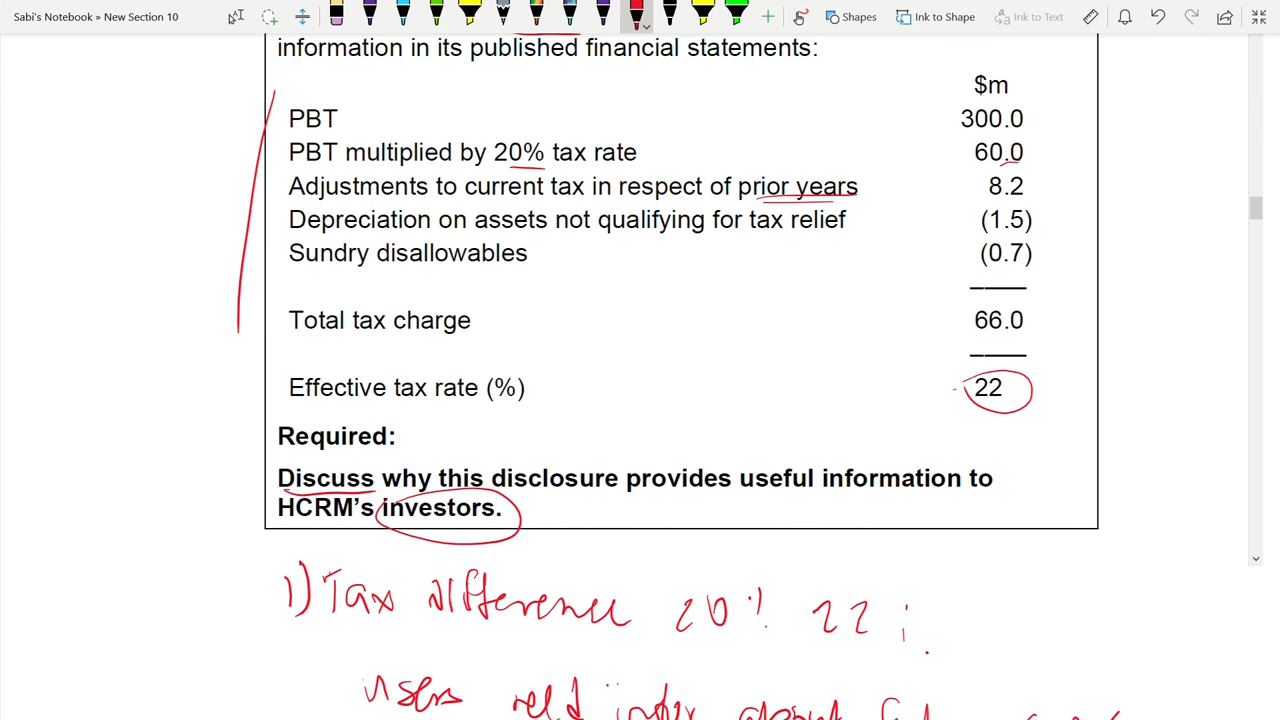 Sabi's Notebook » New Section 10
Shapes
Ink to Shape
Ink to Text
information in its published financial statements:
$m
PBT 300.0
PBT multiplied by 20% tax rate 60.0
Adjustments to current tax in respect of prior years 8.2
Depreciation on assets not qualifying for tax relief (1.5)
Sundry disallowables (0.7)
Total tax charge 66.0
Effective tax rate (%) 22
Required:
Discuss why this disclosure provides useful information to
HCRM's investors.
1) Tax difference 20% 22
users need infor about